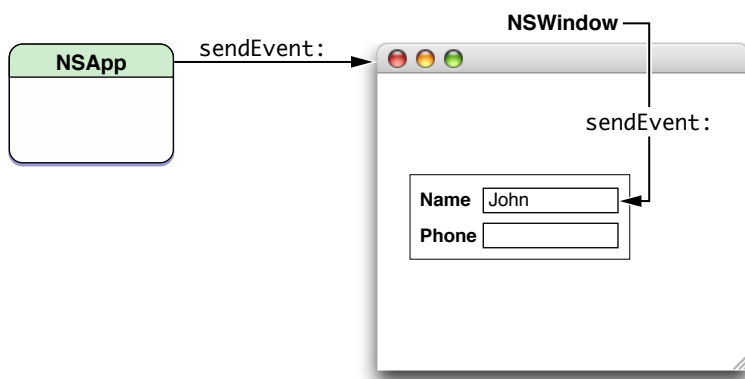 NSWindow
sendEvent:
NSApp
sendEvent:
Name John
Phone